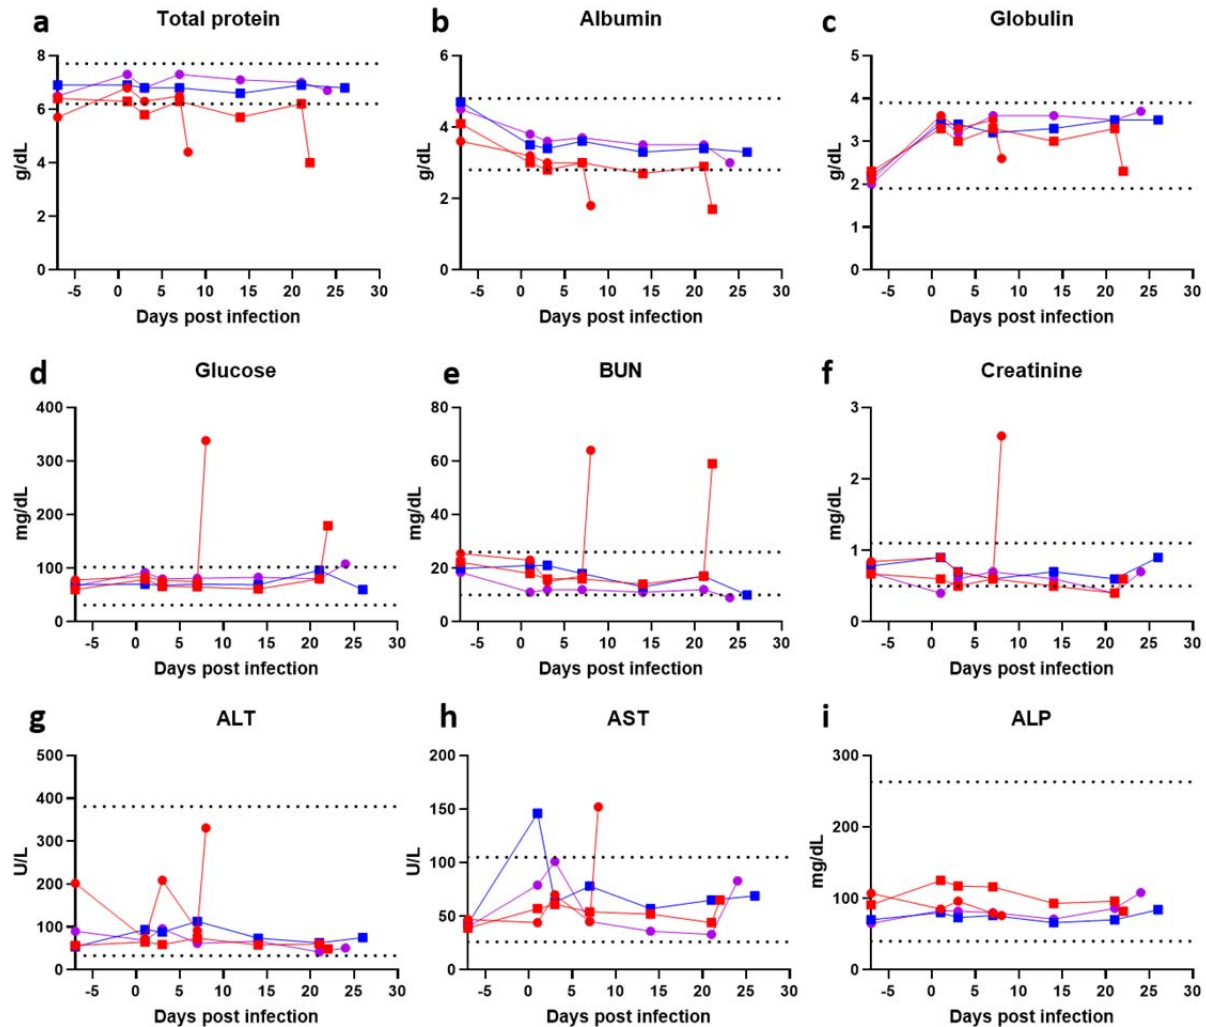 a Total protein
8
6
4
2
0
g/dL
-5 0 5 10 15 20 25 30
Days post infection
b Albumin
6
4
2
0
g/dL
-5 0 5 10 15 20 25 30
Days post infection
c Globulin
5
4
3
2
1
0
g/dL
-5 0 5 10 15 20 25 30
Days post infection
d Glucose
400
300
200
100
0
mg/dL
-5 0 5 10 15 20 25 30
Days post infection
e BUN
80
60
40
20
0
mg/dL
-5 0 5 10 15 20 25 30
Days post infection
f Creatinine
3
2
1
0
mg/dL
-5 0 5 10 15 20 25 30
Days post infection
g ALT
500
400
300
200
100
0
U/L
-5 0 5 10 15 20 25 30
Days post infection
h AST
200
150
100
50
0
U/L
-5 0 5 10 15 20 25 30
Days post infection
i ALP
300
200
100
0
mg/dL
-5 0 5 10 15 20 25 30
Days post infection